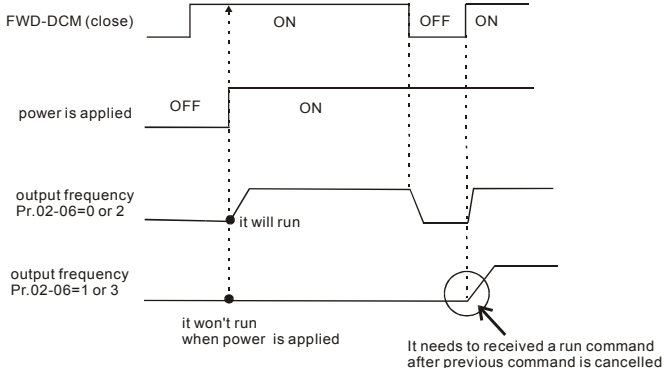 FWD-DCM (close)
ON
OFF
ON
power is applied
OFF
ON
output frequency
Pr.02-06=0 or 2
it will run
output frequency
Pr.02-06=1 or 3
it won't run
when power is applied
It needs to received a run command
after previous command is cancelled